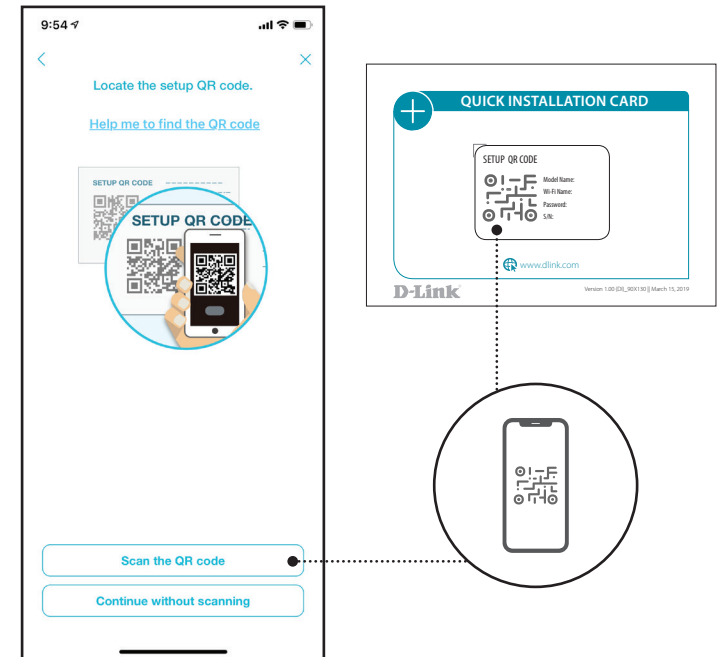 9:54
Locate the setup QR code.
Help me to find the QR code
SETUP QR CODE
SETUP QR CODE
Scan the QR code
Continue without scanning
QUICK INSTALLATION CARD
SETUP QR CODE
Model Name:
Wi-Fi Name:
Password:
S/N:
www.dlink.com
D-Link
Version 1.00 (DI)_90X130 || March 15, 2019